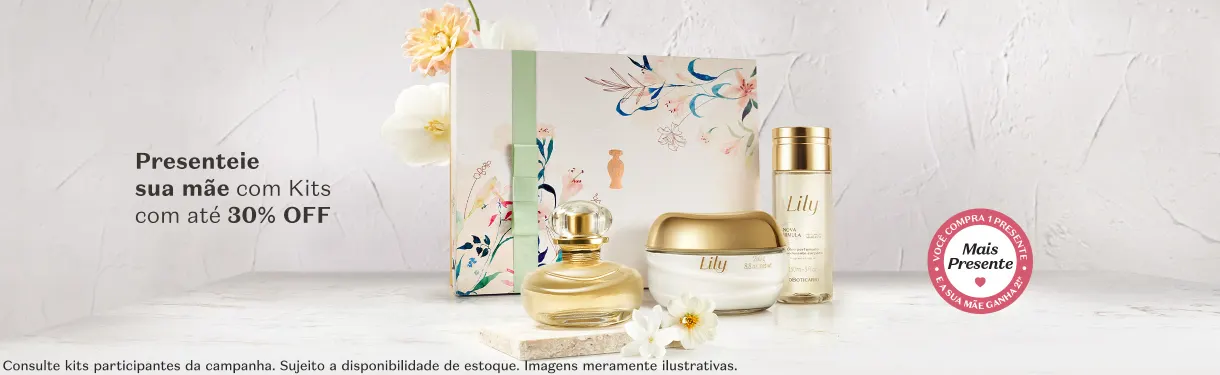 Presenteie
sua mãe com Kits
com até 30% OFF
Lily
Lily
NOVA
VOCÊ COMPRA 1 PRESENTE
Mais
Presente
E A SUA MÃE GANHA 2!*
Consulte kits participantes da campanha. Sujeito a disponibilidade de estoque. Imagens meramente ilustrativas.